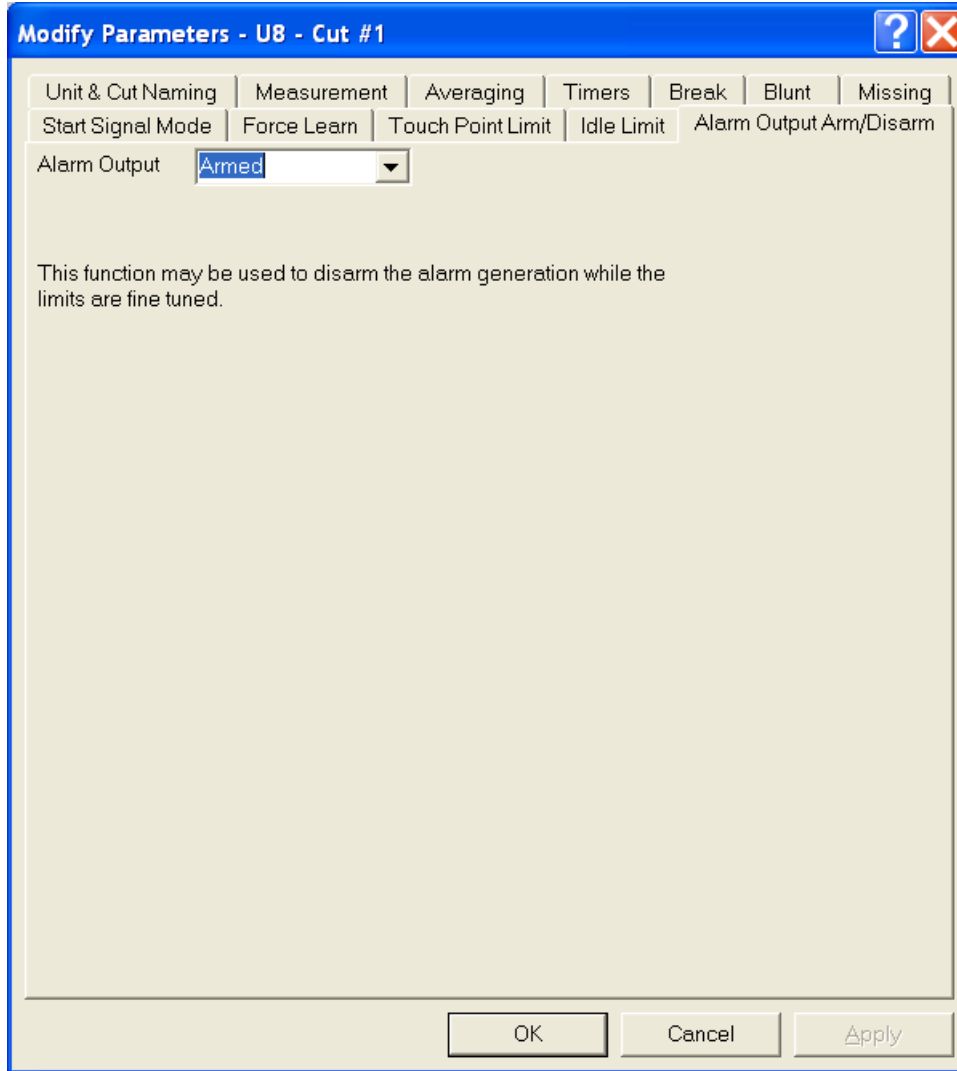 Modify Parameters - U8 - Cut #1
Unit & Cut Naming Measurement Averaging Timers Break Blunt Missing
Start Signal Mode Force Learn Touch Point Limit Idle Limit Alarm Output Arm/Disarm
Alarm Output Armed
This function may be used to disarm the alarm generation while the
limits are fine tuned.
OK Cancel Apply